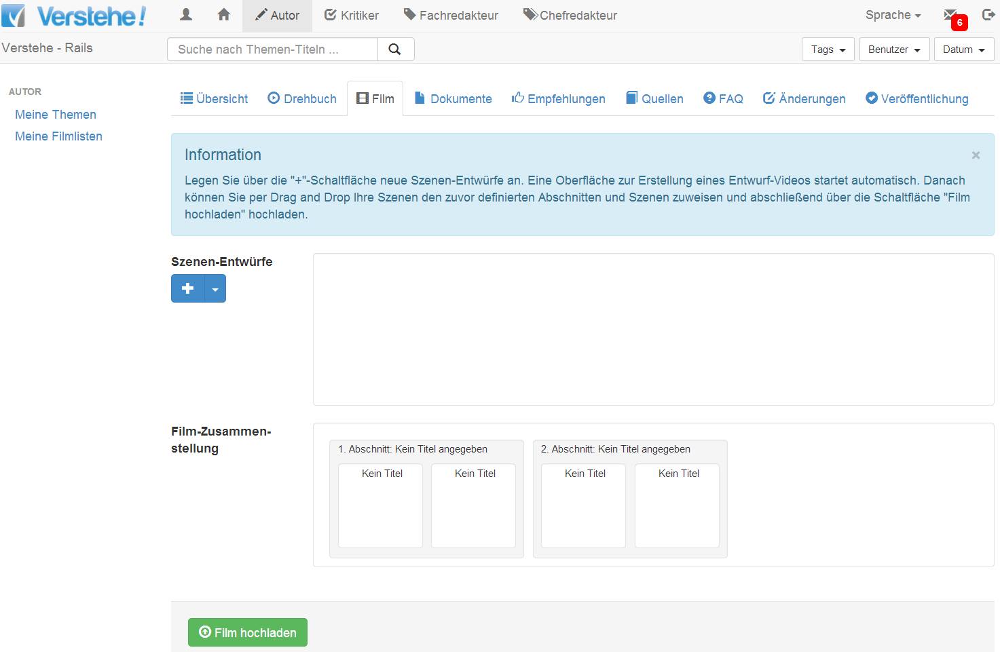 Verstehe!
Autor
Kritiker
Fachredakteur
Chefredakteur
Sprache
6
Verstehe - Rails
Suche nach Themen-Titeln ...
Tags
Benutzer
Datum
AUTOR
Meine Themen
Meine Filmlisten
Übersicht
Drehbuch
Film
Dokumente
Empfehlungen
Quellen
FAQ
Änderungen
Veröffentlichung
Information
×
Legen Sie über die "+"-Schaltfläche neue Szenen-Entwürfe an. Eine Oberfläche zur Erstellung eines Entwurf-Videos startet automatisch. Danach
können Sie per Drag and Drop Ihre Szenen den zuvor definierten Abschnitten und Szenen zuweisen und abschließend über die Schaltfläche "Film
hochladen" hochladen.
Szenen-Entwürfe
Film-Zusammen-
stellung
1. Abschnitt: Kein Titel angegeben
Kein Titel
Kein Titel
2. Abschnitt: Kein Titel angegeben
Kein Titel
Kein Titel
Film hochladen